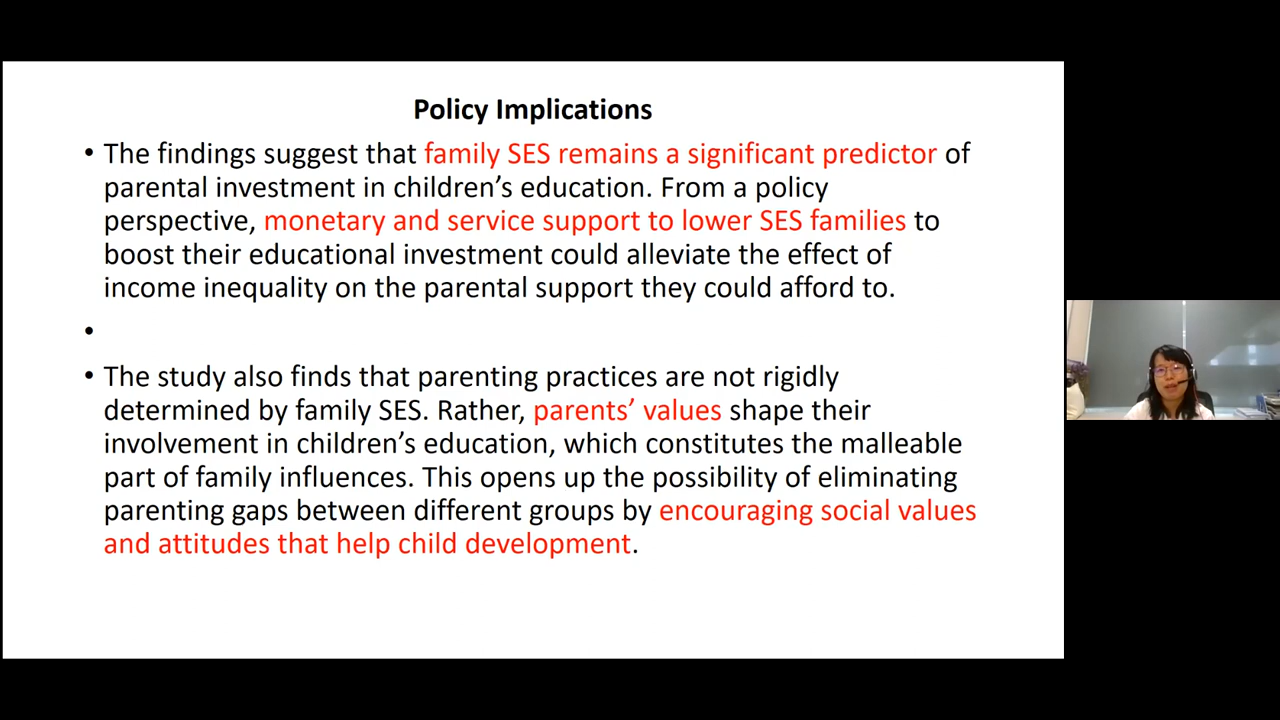 Policy Implications
• The findings suggest that family SES remains a significant predictor of
parental investment in children’s education. From a policy
perspective, monetary and service support to lower SES families to
boost their educational investment could alleviate the effect of
income inequality on the parental support they could afford to.
•
• The study also finds that parenting practices are not rigidly
determined by family SES. Rather, parents’ values shape their
involvement in children’s education, which constitutes the malleable
part of family influences. This opens up the possibility of eliminating
parenting gaps between different groups by encouraging social values
and attitudes that help child development.